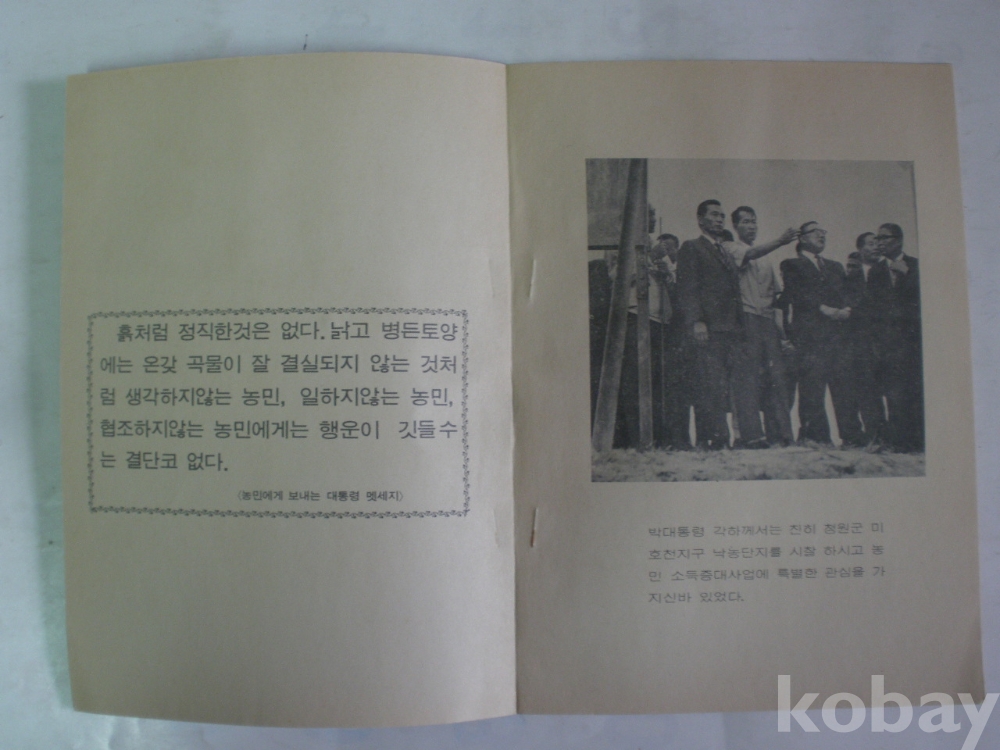 흙처럼 정직한것은 없다. 낡고 병든토양
에는 온갖 곡물이 잘 결실되지 않는 것처
럼 생각하지않는 농민, 일하지않는 농민,
협조하지않는 농민에게는 행운이 깃들수
는 결단코 없다.
〈농민에게 보내는 대통령 멧세지〉
박대통령 각하께서는 친히 청원군 미
호천지구 낙농단지를 시찰 하시고 농
민 소득증대사업에 특별한 관심을 가
지신바 있었다.
kobay